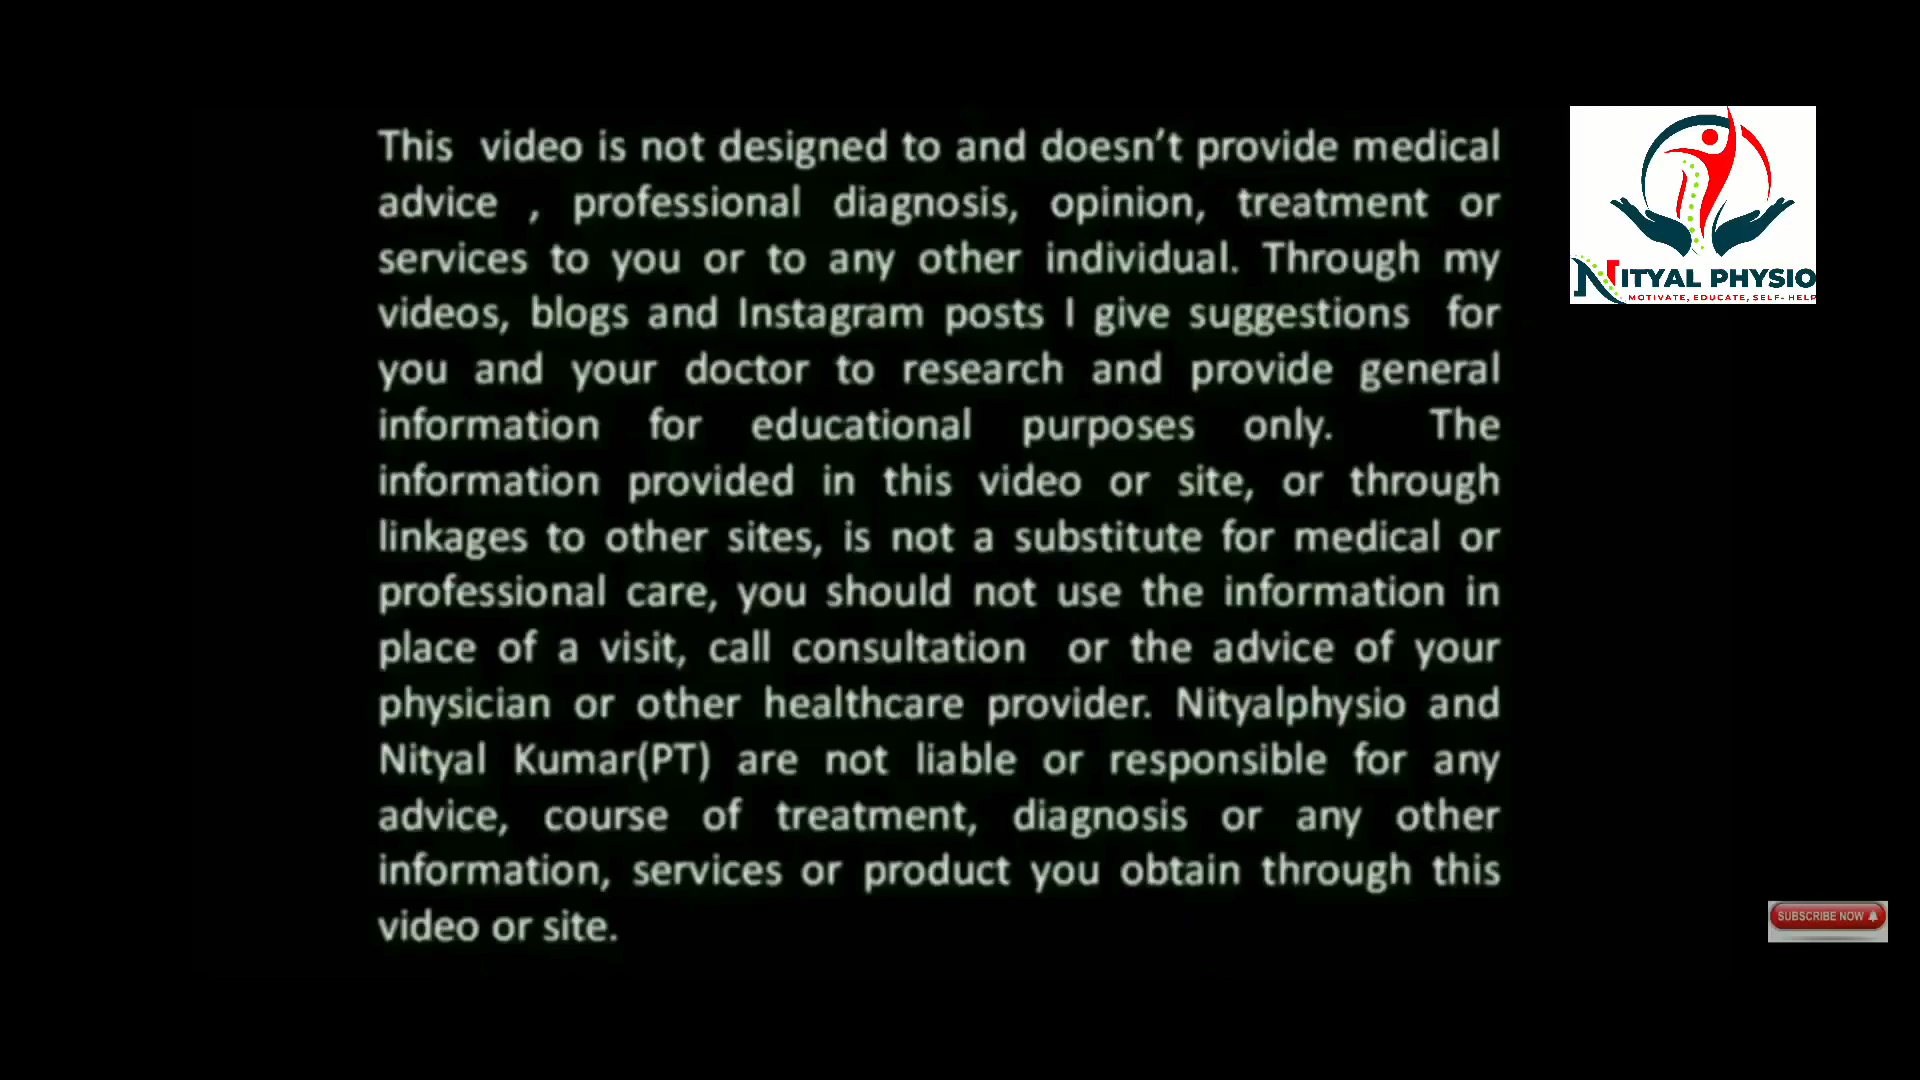 This video is not designed to and doesn’t provide medical
advice , professional diagnosis, opinion, treatment or
services to you or to any other individual. Through my
videos, blogs and Instagram posts I give suggestions for
you and your doctor to research and provide general
information for educational purposes only. The
information provided in this video or site, or through
linkages to other sites, is not a substitute for medical or
professional care, you should not use the information in
place of a visit, call consultation or the advice of your
physician or other healthcare provider. Nityalphysio and
Nityal Kumar(PT) are not liable or responsible for any
advice, course of treatment, diagnosis or any other
information, services or product you obtain through this
video or site.
NITYAL PHYSIO
MOTIVATE, EDUCATE, SELF-HELP
SUBSCRIBE NOW